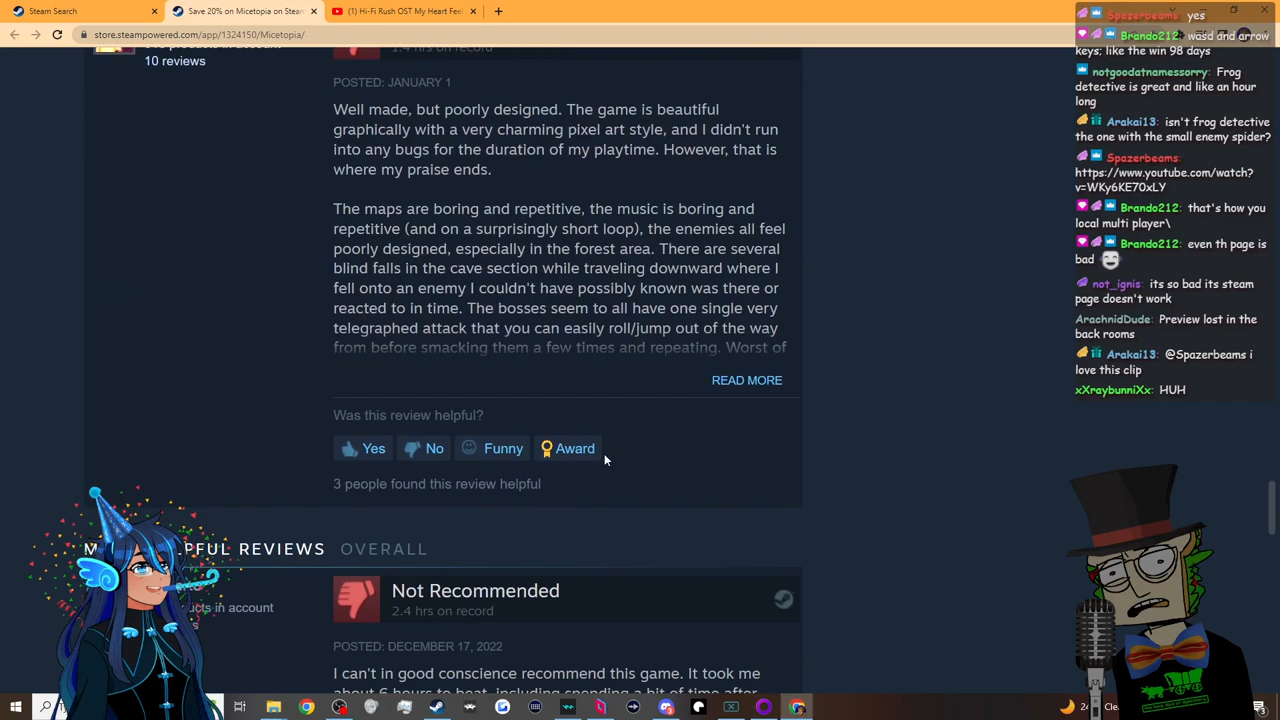 Steam Search
Save 20% on Micetopia on Steam
(1) Hi-Fi Rush OST My Heart Feel
store.steampowered.com/app/1324150/Micetopia/
10 reviews
1.4 hrs on record
POSTED: JANUARY 1
Well made, but poorly designed. The game is beautiful
graphically with a very charming pixel art style, and I didn't run
into any bugs for the duration of my playtime. However, that is
where my praise ends.
The maps are boring and repetitive, the music is boring and
repetitive (and on a surprisingly short loop), the enemies all feel
poorly designed, especially in the forest area. There are several
blind falls in the cave section while traveling downward where I
fell onto an enemy I couldn't have possibly known was there or
reacted to in time. The bosses seem to all have one single very
telegraphed attack that you can easily roll/jump out of the way
from before smacking them a few times and repeating. Worst of
READ MORE
Was this review helpful?
Yes
No
Funny
Award
3 people found this review helpful
REVIEWS
OVERALL
in account
Not Recommended
2.4 hrs on record
POSTED: DECEMBER 17, 2022
I can't in good conscience recommend this game. It took me
Spazerbeams yes
Brando212: wasd and arrow
keys; like the win 98 days
notgoodatnamessorry: Frog
detective is great and like an hour
long
Arakai13: isn't frog detective
the one with the small enemy spider?
Spazerbeams:
https://www.youtube.com/watch?
v=WKy6KE70xLY
Brando212: that's how you
local multi player\
Brando212: even th page is
bad
not_ignis: its so bad its steam
page doesn't work
ArachnidDude: Preview lost in the
back rooms
Arakai13: @Spazerbeams i
love this clip
xXraybunniXx: HUH